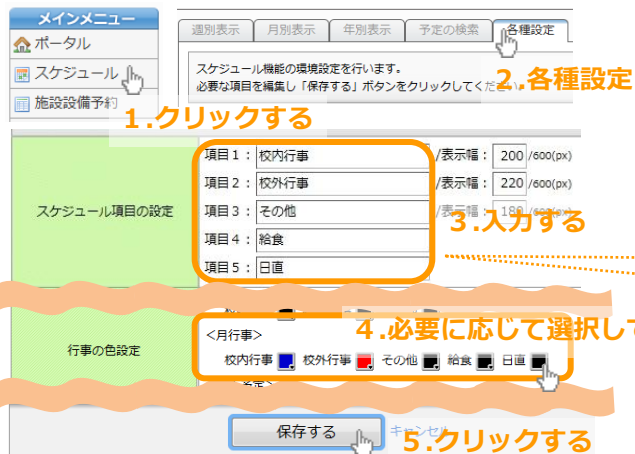 メインメニュー
ポータル
スケジュール
施設設備予約
週別表示 月別表示 年別表示 予定の検索 各種設定
スケジュール機能の環境設定を行います。
必要な項目を編集し「保存する」ボタンをクリックしてくだ
2.各種設定
1.クリックする
スケジュール項目の設定
項目1： 校内行事 /表示幅： 200 /600(px)
項目2： 校外行事 /表示幅： 220 /600(px)
項目3： その他 /表示幅： 180 /600(px)
項目4： 給食
項目5： 日直
3.入力する
行事の色設定
4.必要に応じて選択して
<月行事>
校内行事 校外行事 その他 給食 日直
保存する キャンセル
5.クリックする